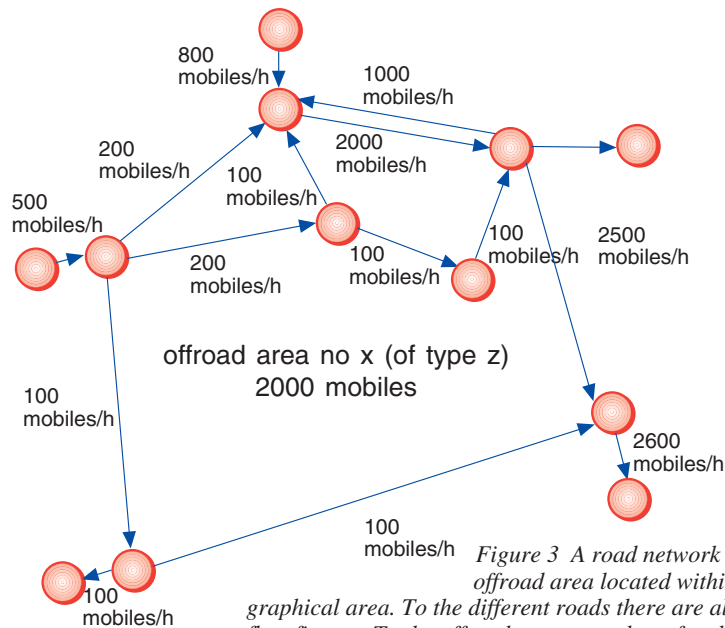 800
mobiles/h
1000
mobiles/h
200
mobiles/h
2000
mobiles/h
100
mobiles/h
500
mobiles/h
200
mobiles/h
100
mobiles/h
100
mobiles/h
2500
mobiles/h
offroad area no x (of type z)
2000 mobiles
100
mobiles/h
2600
mobiles/h
100
mobiles/h
100
mobiles/h
Figure 3 A road network
offroad area located within
graphical area. To the different roads there are